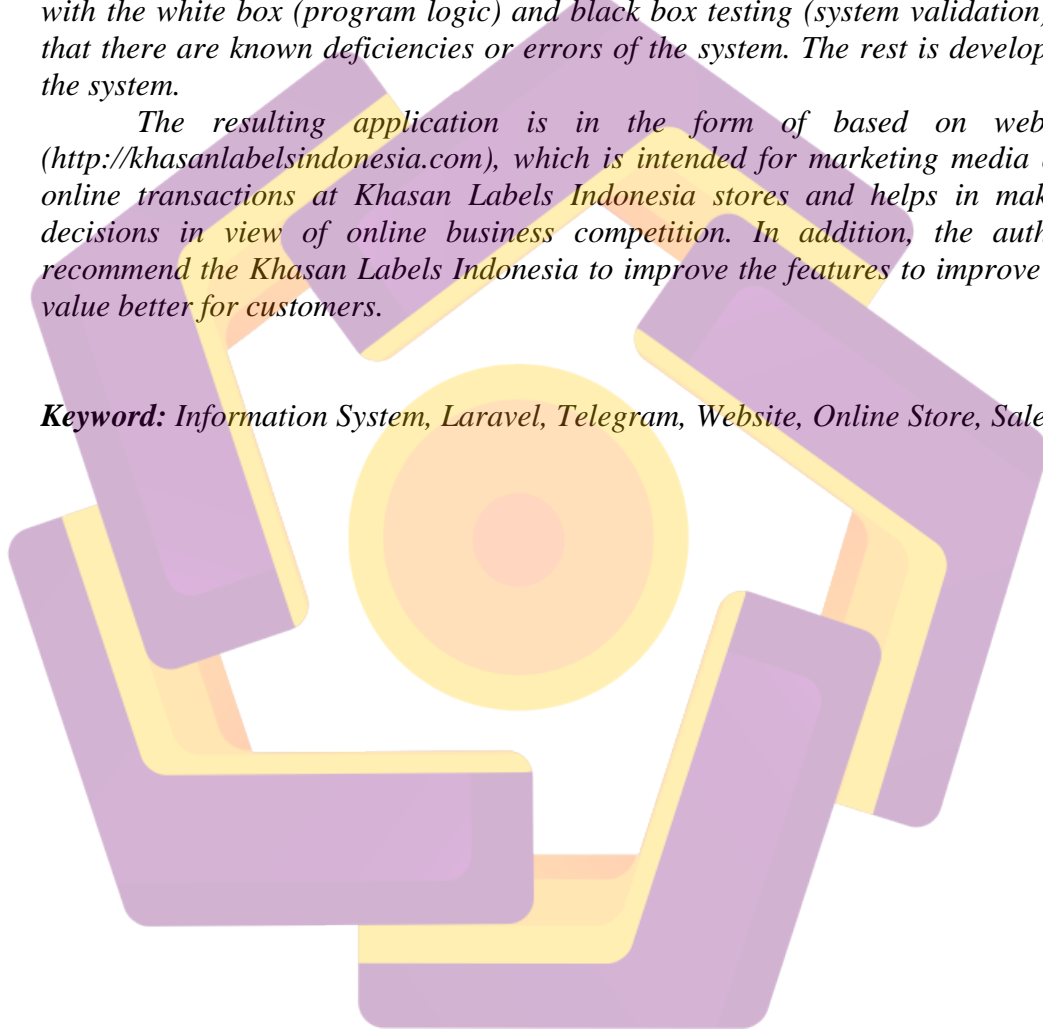 with the white box (program logic) and black box testing (system validation)
that there are known deficiencies or errors of the system. The rest is develop
the system.
The resulting application is in the form of based on web
(http://khasanlabelsindonesia.com), which is intended for marketing media
online transactions at Khasan Labels Indonesia stores and helps in mak
decisions in view of online business competition. In addition, the auth
recommend the Khasan Labels Indonesia to improve the features to improve
value better for customers.
Keyword: Information System, Laravel, Telegram, Website, Online Store, Sale